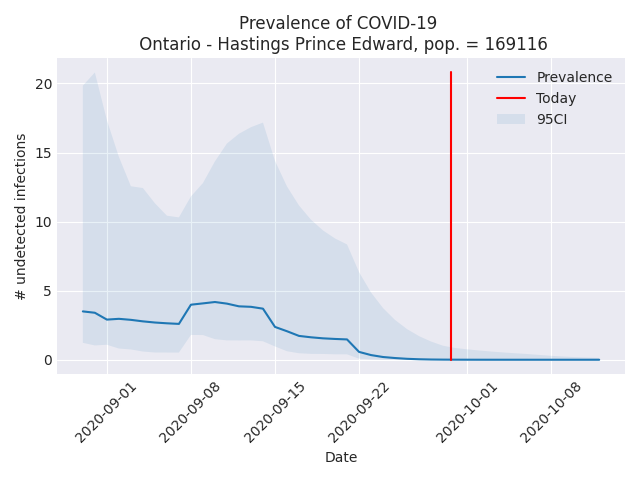 Prevalence of COVID-19
Ontario - Hastings Prince Edward, pop. = 169116
Prevalence
Today
95CI
# undetected infections
20
15
10
5
0
2020-09-01
2020-09-08
2020-09-15
2020-09-22
2020-10-01
2020-10-08
Date